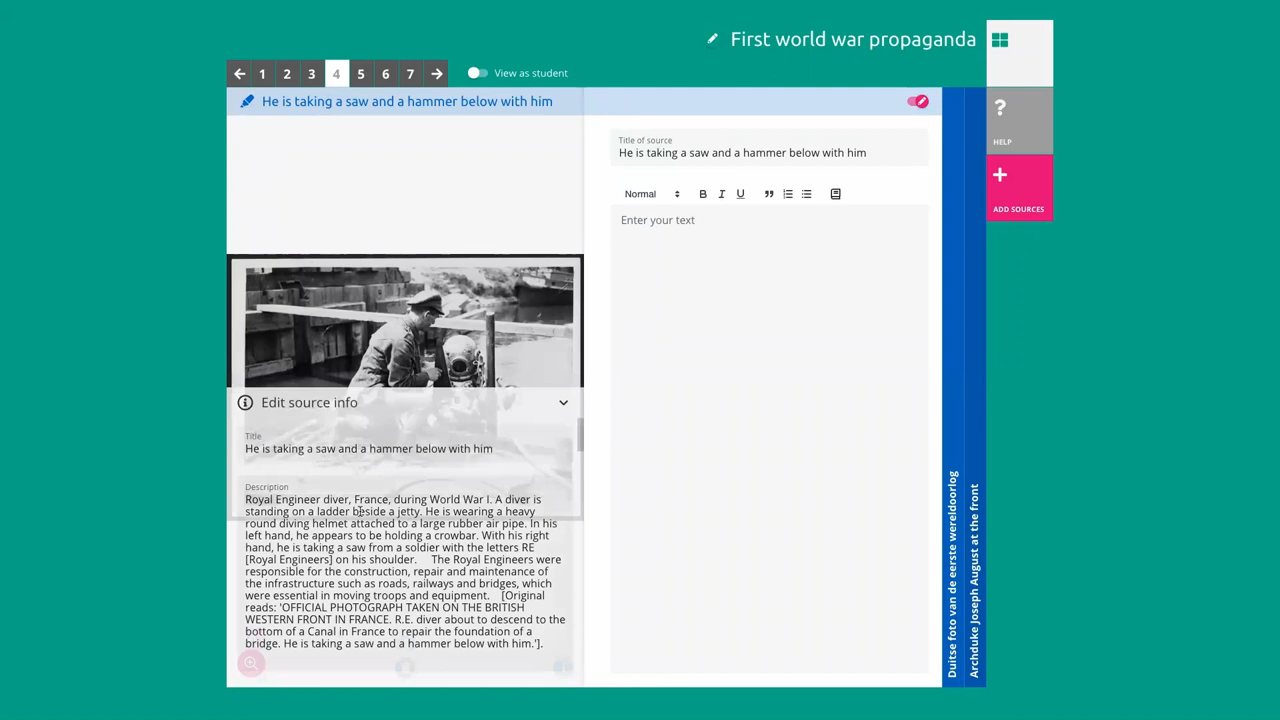 First world war propaganda
1 2 3 4 5 6 7
View as student
He is taking a saw and a hammer below with him
Edit source info
Title
He is taking a saw and a hammer below with him
Description
Royal Engineer diver, France, during World War I. A diver is
standing on a ladder beside a jetty. He is wearing a heavy
round diving helmet attached to a large rubber air pipe. In his
left hand, he appears to be holding a crowbar. With his right
hand, he is taking a saw from a soldier with the letters RE
[Royal Engineers] on his shoulder. The Royal Engineers were
responsible for the construction, repair and maintenance of
the infrastructure such as roads, railways and bridges, which
were essential in moving troops and equipment. [Original
reads: 'OFFICIAL PHOTOGRAPH TAKEN ON THE BRITISH
WESTERN FRONT IN FRANCE. R.E. diver about to descend to the
bottom of a Canal in France to repair the foundation of a
bridge. He is taking a saw and a hammer below with him.'].
Title of source
He is taking a saw and a hammer below with him
Normal B I U
Enter your text
Duitse foto van de eerste wereldoorlog
Archduke Joseph August at the front
? HELP
+ ADD SOURCES